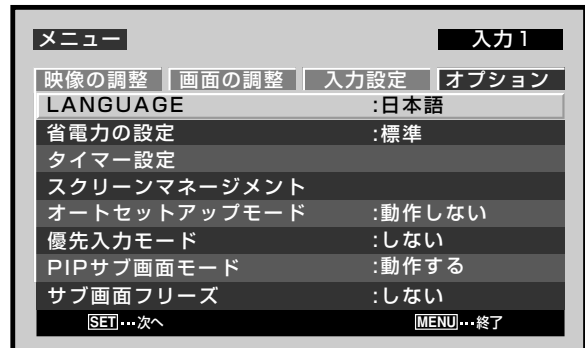 メニュー 入力1
映像の調整 画面の調整 入力設定 オプション
LANGUAGE :日本語
省電力の設定 :標準
タイマー設定
スクリーンマネージメント
オートセットアップモード :動作しない
優先入力モード :しない
PIPサブ画面モード :動作する
サブ画面フリーズ :しない
SET…次へ MENU…終了